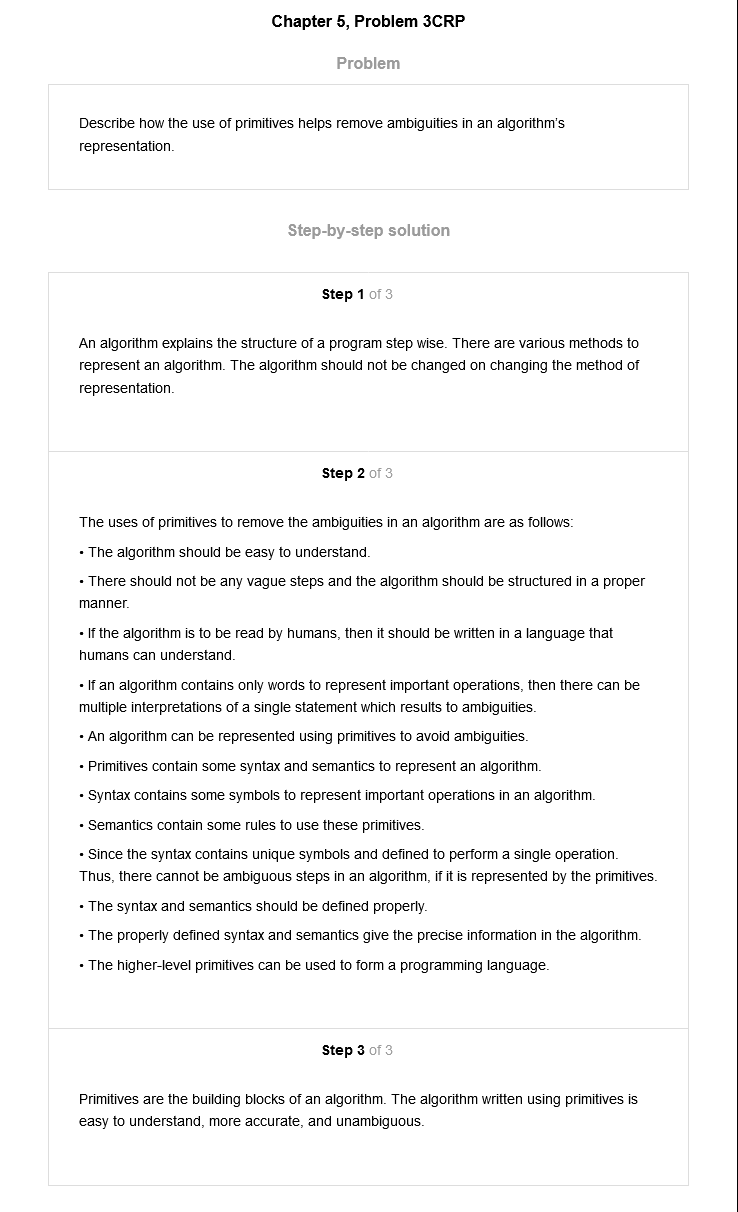 Chapter 5, Problem 3CRP
Problem
Describe how the use of primitives helps remove ambiguities in an algorithm's
representation.
Step-by-step solution
Step 1 of 3
An algorithm explains the structure of a program step wise. There are various methods to
represent an algorithm. The algorithm should not be changed on changing the method of
representation.
Step 2 of 3
The uses of primitives to remove the ambiguities in an algorithm are as follows:
• The algorithm should be easy to understand.
• There should not be any vague steps and the algorithm should be structured in a proper
manner.
• If the algorithm is to be read by humans, then it should be written in a language that
humans can understand.
• If an algorithm contains only words to represent important operations, then there can be
multiple interpretations of a single statement which results to ambiguities.
• An algorithm can be represented using primitives to avoid ambiguities.
• Primitives contain some syntax and semantics to represent an algorithm.
• Syntax contains some symbols to represent important operations in an algorithm.
• Semantics contain some rules to use these primitives.
• Since the syntax contains unique symbols and defined to perform a single operation.
Thus, there cannot be ambiguous steps in an algorithm, if it is represented by the primitives.
• The syntax and semantics should be defined properly.
• The properly defined syntax and semantics give the precise information in the algorithm.
• The higher-level primitives can be used to form a programming language.
Step 3 of 3
Primitives are the building blocks of an algorithm. The algorithm written using primitives is
easy to understand, more accurate, and unambiguous.